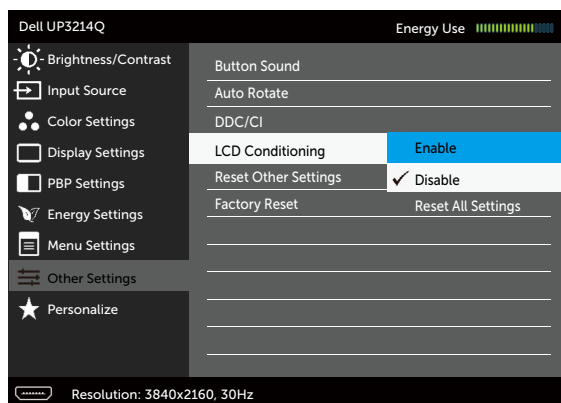 Dell UP3214Q
Energy Use
Brightness/Contrast
Input Source
Color Settings
Display Settings
PBP Settings
Energy Settings
Menu Settings
Other Settings
Personalize
Button Sound
Auto Rotate
DDC/CI
LCD Conditioning
Enable
Reset Other Settings
Disable
Factory Reset
Reset All Settings
Resolution: 3840x2160, 30Hz